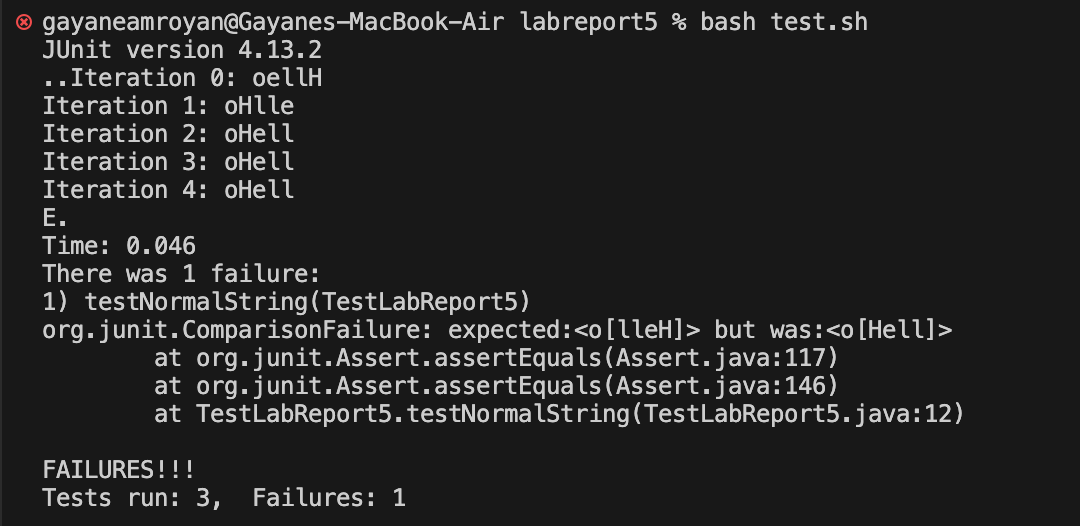 gayaneamroyan@Gayanes-MacBook-Air labreport5 % bash test.sh
JUnit version 4.13.2
..Iteration 0: oellH
Iteration 1: oHlle
Iteration 2: oHell
Iteration 3: oHell
Iteration 4: oHell
E.
Time: 0.046
There was 1 failure:
1) testNormalString(TestLabReport5)
org.junit.ComparisonFailure: expected:<o[lleH]> but was:<o[Hell]>
        at org.junit.Assert.assertEquals(Assert.java:117)
        at org.junit.Assert.assertEquals(Assert.java:146)
        at TestLabReport5.testNormalString(TestLabReport5.java:12)

FAILURES!!!
Tests run: 3,  Failures: 1